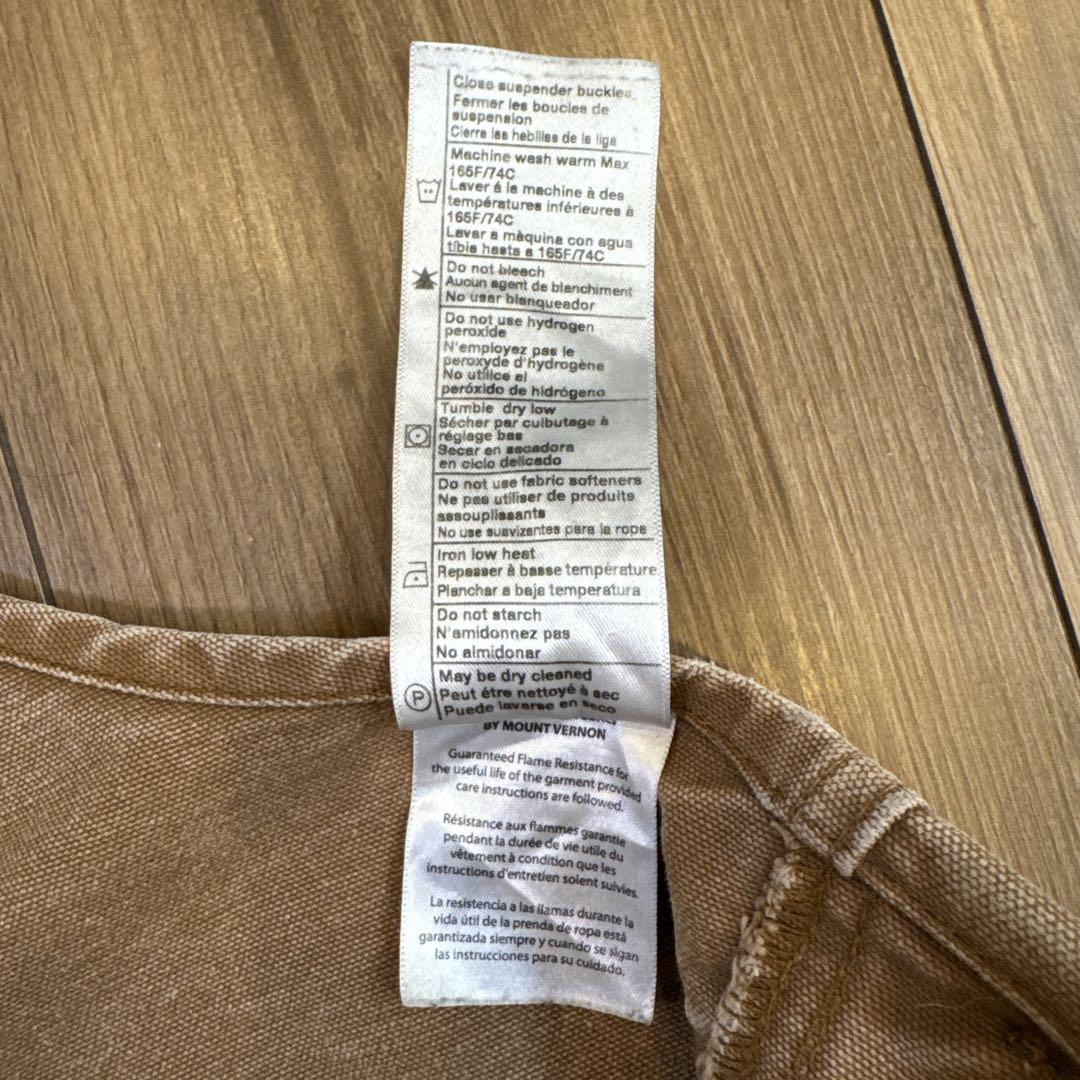 Close suspender buckles
Fermer les boucles de
suspension
Cierre las hebillas de la liga
Machine wash warm Max
165F/74C
Laver á la machine à des
températures inférieures à
165F/74C
Lavar a màquina con agua
tíbia hasta a 165F/74C
Do not bleach
Aucun agent de blanchiment
No usar blanqueador
Do not use hydrogen
peroxide
N'employez pas le
peroxyde d'hydrogène
No utilice el
peróxido de hidrógeno
Tumble dry low
Sécher par culbutage à
réglage bas
Secar en secadora
en ciclo delicado
Do not use fabric softeners
Ne pas utiliser de produits
assouplissants
No use suavizantes para la ropa
Iron low heat
Repasser à basse température
Planchar a baja temperatura
Do not starch
N'amidonnez pas
No almidonar
May be dry cleaned
P
Peut être nettoyé à sec
Puede lavarse en seco
BY MOUNT VERNON
Guaranteed Flame Resistance for
the useful life of the garment provided
care instructions are followed.
Résistance aux flammes garantie
pendant la durée de vie utile du
vêtement à condition que les
instructions d'entretien soient suivies.
La resistencia a las llamas durante la
vida útil de la prenda de ropa está
garantizada siempre y cuando se sigan
las instrucciones para su cuidado.